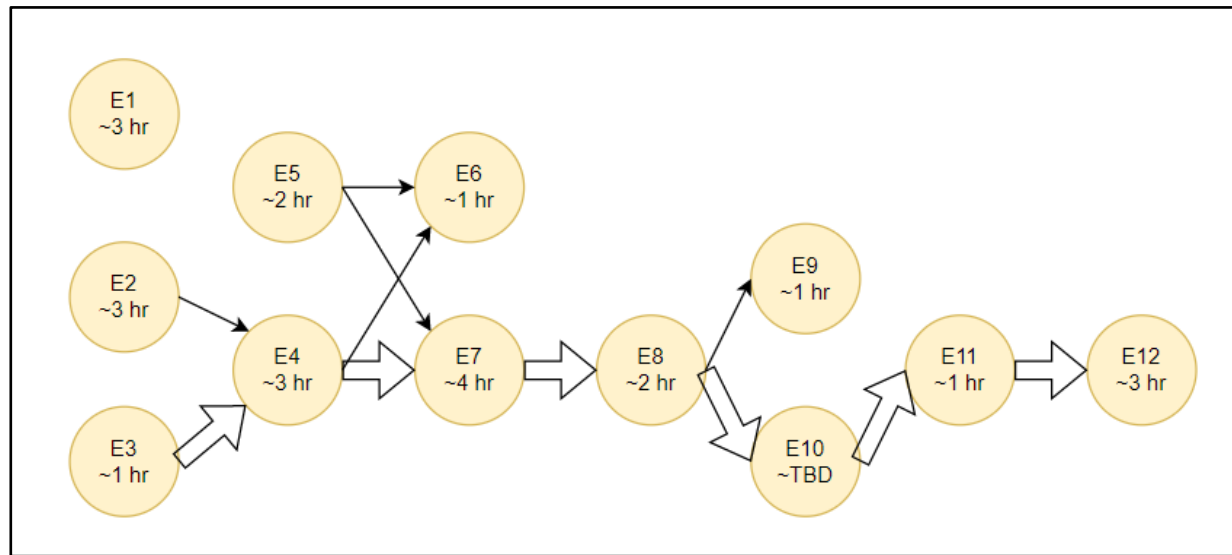 E1
~3 hr
E5
~2 hr
E6
~1 hr
E2
~3 hr
E9
~1 hr
E4
~3 hr
E7
~4 hr
E8
~2 hr
E11
~1 hr
E12
~3 hr
E3
~1 hr
E10
~TBD